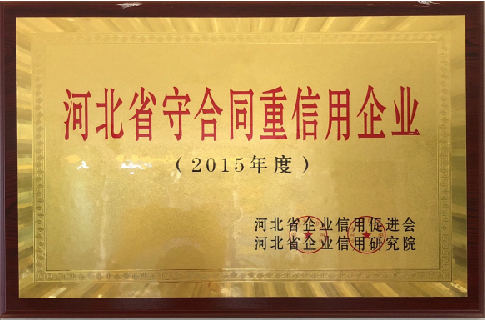 河北省守合同重信用企业
（2015年度）
河北省企业信用促进会
河北省企业信用研究院